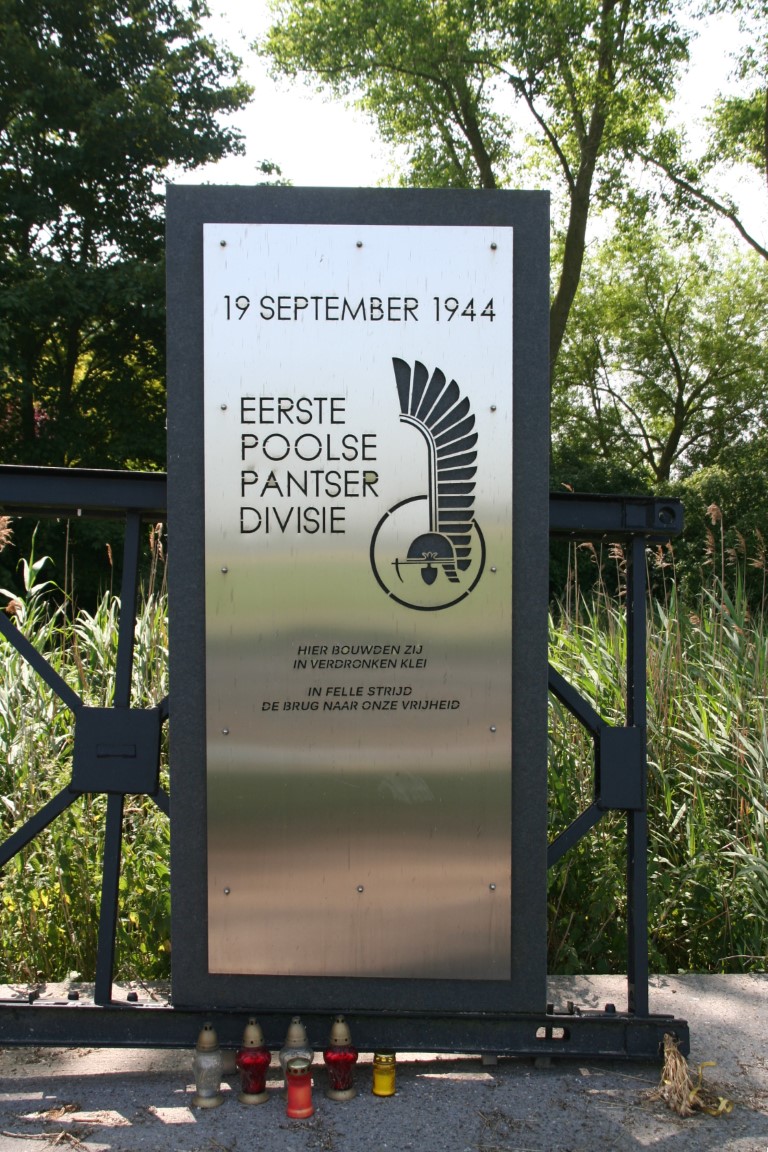 19 SEPTEMBER 1944
EERSTE
POOLSE
PANTSER
DIVISIE
HIER BOUWDEN ZIJ
IN VERDRONKEN KLEI
IN FELLE STRIJD
DE BRUG NAAR ONZE VRIJHEID